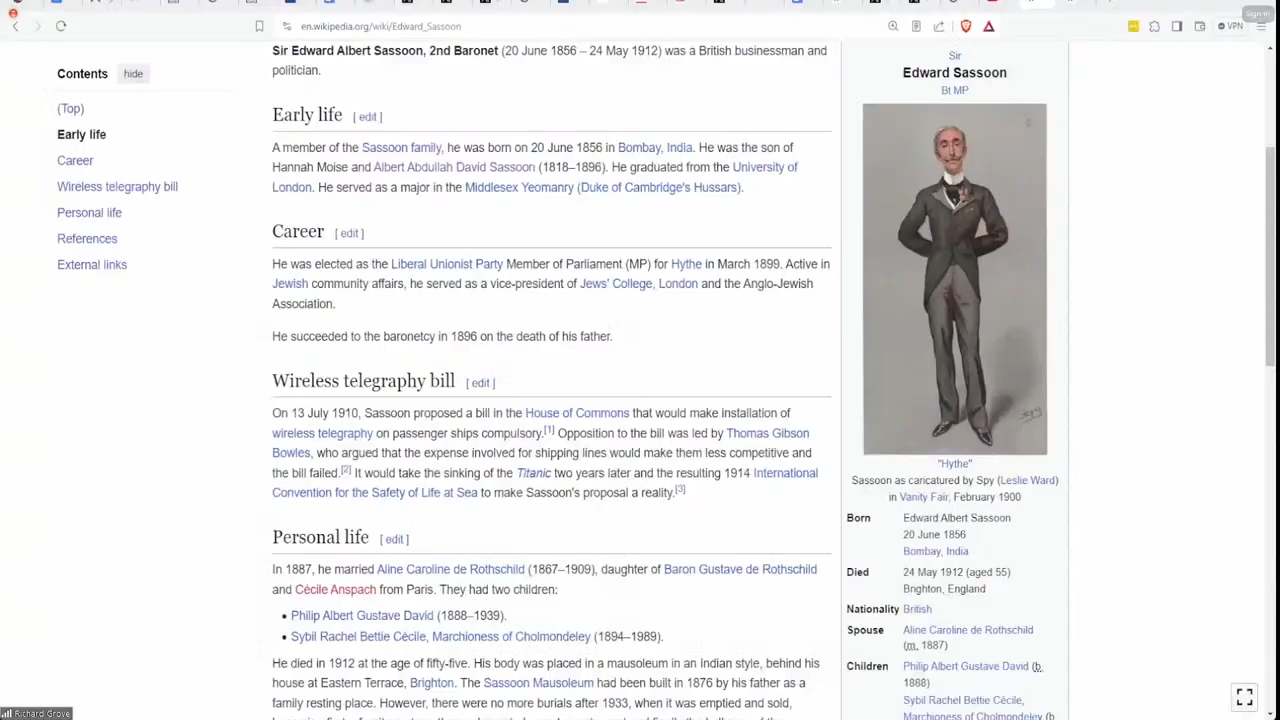 Sign in
en.wikipedia.org/wiki/Edward_Sassoon
VPN
Contents hide
(Top)
Early life
Career
Wireless telegraphy bill
Personal life
References
External links
Sir Edward Albert Sassoon, 2nd Baronet (20 June 1856 – 24 May 1912) was a British businessman and
politician.
Early life [ edit ]
A member of the Sassoon family, he was born on 20 June 1856 in Bombay, India. He was the son of
Hannah Moise and Albert Abdullah David Sassoon (1818–1896). He graduated from the University of
London. He served as a major in the Middlesex Yeomanry (Duke of Cambridge's Hussars).
Career [ edit ]
He was elected as the Liberal Unionist Party Member of Parliament (MP) for Hythe in March 1899. Active in
Jewish community affairs, he served as a vice-president of Jews' College, London and the Anglo-Jewish
Association.
He succeeded to the baronetcy in 1896 on the death of his father.
Wireless telegraphy bill [ edit ]
On 13 July 1910, Sassoon proposed a bill in the House of Commons that would make installation of
wireless telegraphy on passenger ships compulsory.[1] Opposition to the bill was led by Thomas Gibson
Bowles, who argued that the expense involved for shipping lines would make them less competitive and
the bill failed.[2] It would take the sinking of the Titanic two years later and the resulting 1914 International
Convention for the Safety of Life at Sea to make Sassoon's proposal a reality.[3]
Personal life [ edit ]
In 1887, he married Aline Caroline de Rothschild (1867–1909), daughter of Baron Gustave de Rothschild
and Cécile Anspach from Paris. They had two children:
• Philip Albert Gustave David (1888–1939).
• Sybil Rachel Bettie Cécile, Marchioness of Cholmondeley (1894–1989).
He died in 1912 at the age of fifty-five. His body was placed in a mausoleum in an Indian style, behind his
house at Eastern Terrace, Brighton. The Sassoon Mausoleum had been built in 1876 by his father as a
family resting place. However, there were no more burials after 1933, when it was emptied and sold,
Sir
Edward Sassoon
Bt MP
Spy
"Hythe"
Sassoon as caricatured by Spy (Leslie Ward)
in Vanity Fair, February 1900
Born Edward Albert Sassoon
20 June 1856
Bombay, India
Died 24 May 1912 (aged 55)
Brighton, England
Nationality British
Spouse Aline Caroline de Rothschild
(m. 1887)
Children Philip Albert Gustave David (b.
1888)
Sybil Rachel Bettie Cécile,
Marchioness of Cholmondeley (b
Richard Grove